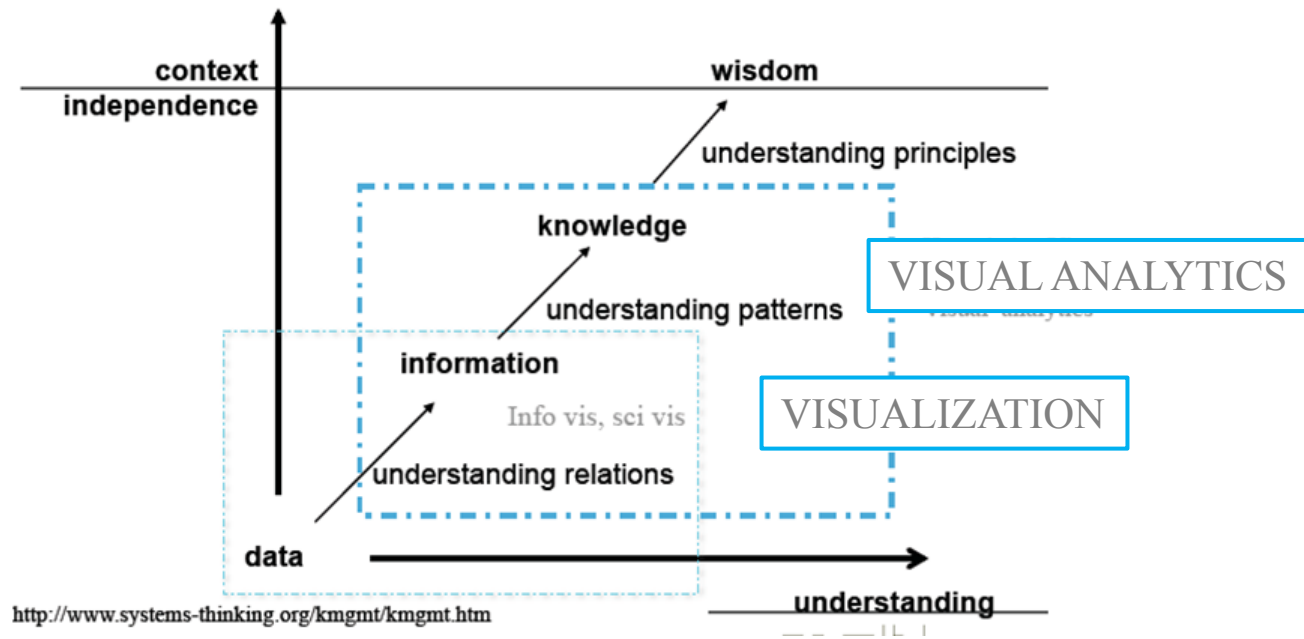 context
independence
wisdom
understanding principles
knowledge
VISUAL ANALYTICS
understanding patterns
information
Info vis, sci vis
VISUALIZATION
understanding relations
data
http://www.systems-thinking.org/kmgmt/kmgmt.htm
understanding